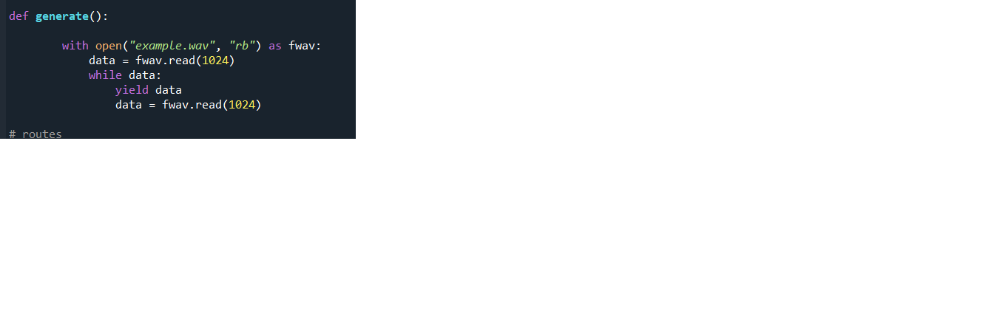 def generate():
with open("example.wav", "rb") as fwav:
data = fwav.read(1024)
while data:
yield data
data = fwav.read(1024)
# routes